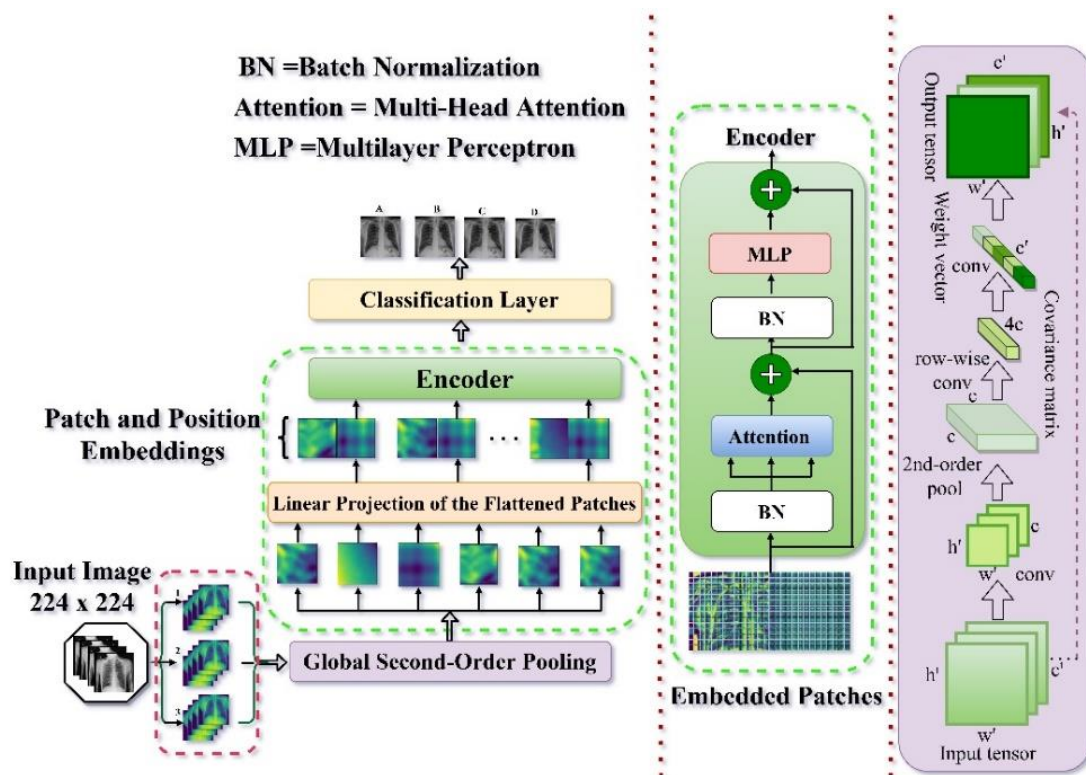 BN =Batch Normalization
Attention = Multi-Head Attention
MLP =Multilayer Perceptron
A B C D
Classification Layer
Encoder
Patch and Position
Embeddings
. . .
Linear Projection of the Flattened Patches
Input Image
224 x 224
1
2
3
Global Second-Order Pooling
Encoder
+
MLP
BN
+
Attention
BN
Embedded Patches
c'
Output tensor
h'
w'
Weight vector
c'
conv
4c
Covariance matrix
row-wise
conv
c
c
2nd-order
pool
c
h'
w'
conv
h'
c'
w'
Input tensor